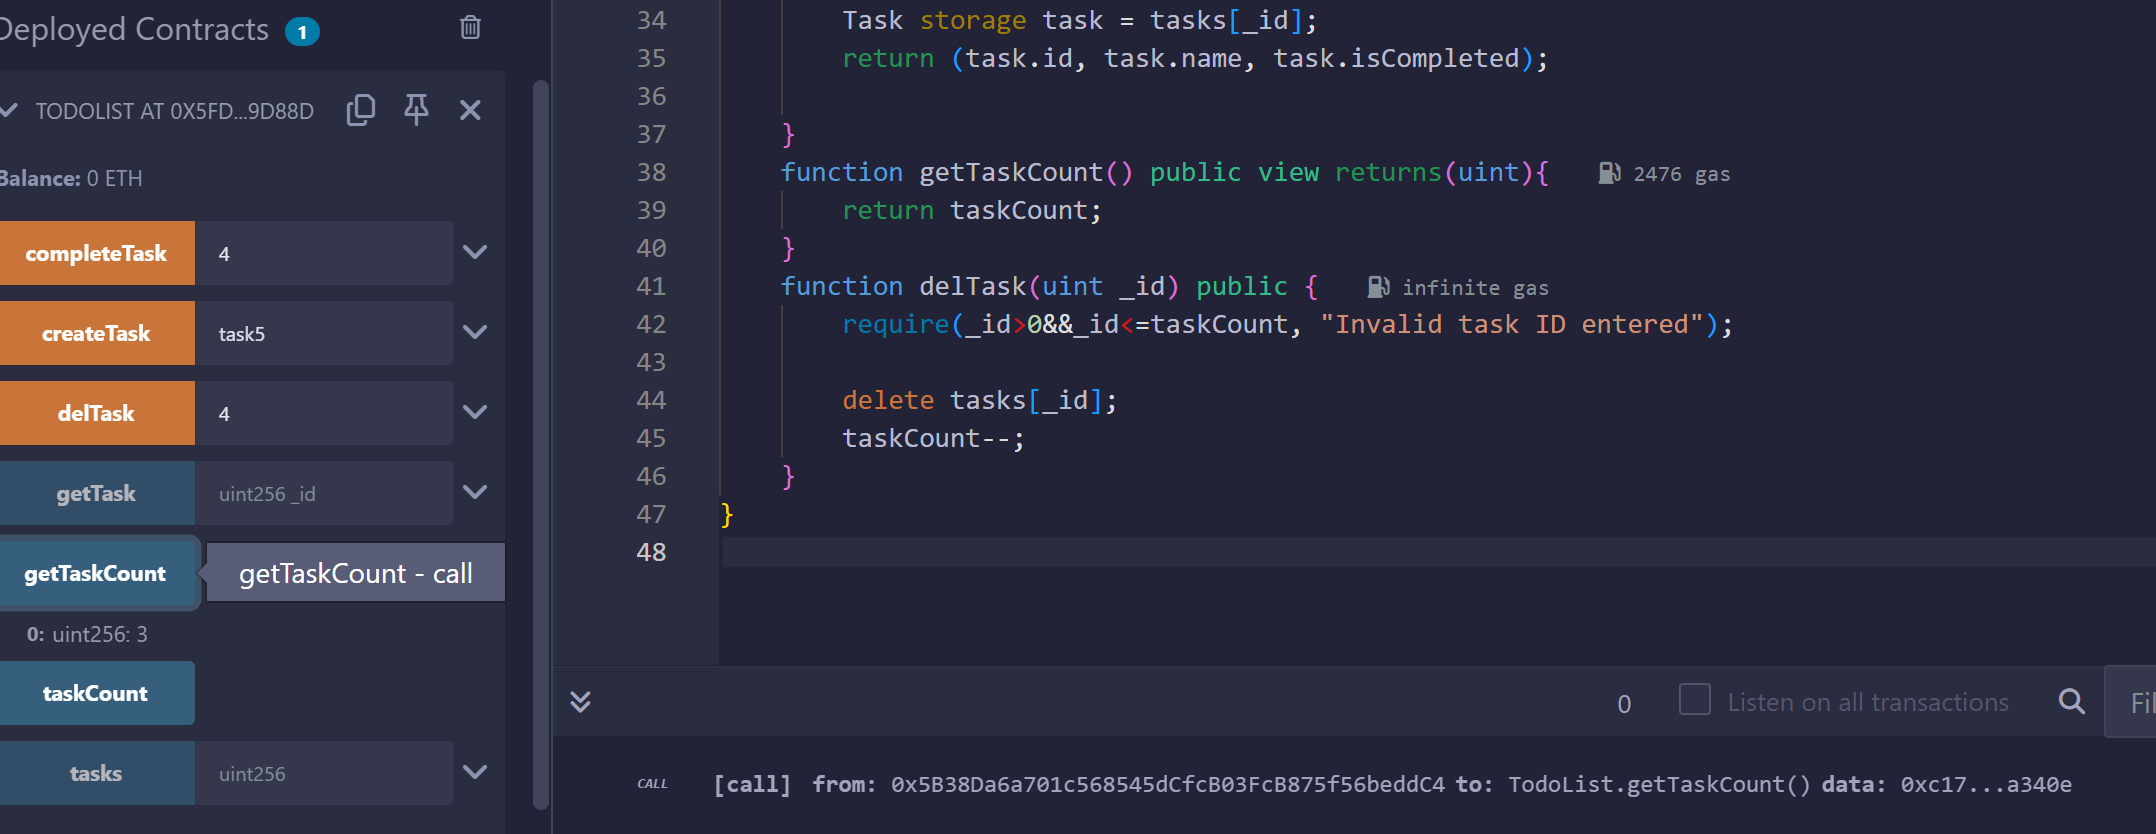 Deployed Contracts 1
TODOLIST AT 0X5FD...9D88D
Balance: 0 ETH
completeTask 4
createTask task5
delTask 4
getTask uint256 _id
getTaskCount getTaskCount - call
0: uint256: 3
taskCount
tasks uint256
34 Task storage task = tasks[_id];
35 return (task.id, task.name, task.isCompleted);
36
37 }
38 function getTaskCount() public view returns(uint){ 2476 gas
39 return taskCount;
40 }
41 function delTask(uint _id) public { infinite gas
42 require(_id>0&&_id<=taskCount, "Invalid task ID entered");
43
44 delete tasks[_id];
45 taskCount--;
46 }
47 }
48
0 Listen on all transactions Fil
CALL [call] from: 0x5B38Da6a701c568545dCfcB03FcB875f56beddC4 to: TodoList.getTaskCount() data: 0xc17...a340e